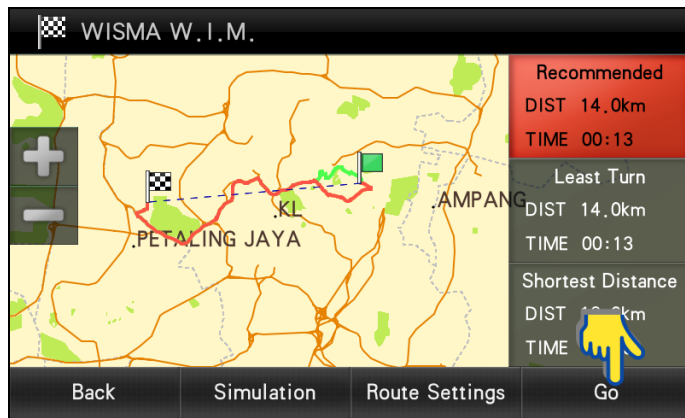 WISMA W.I.M.
Recommended
DIST 14.0km
TIME 00:13
Least Turn
DIST 14.0km
TIME 00:13
Shortest Distance
DIST
TIME
.AMPANG
.KL
.PETALING JAYA
Back
Simulation
Route Settings
Go